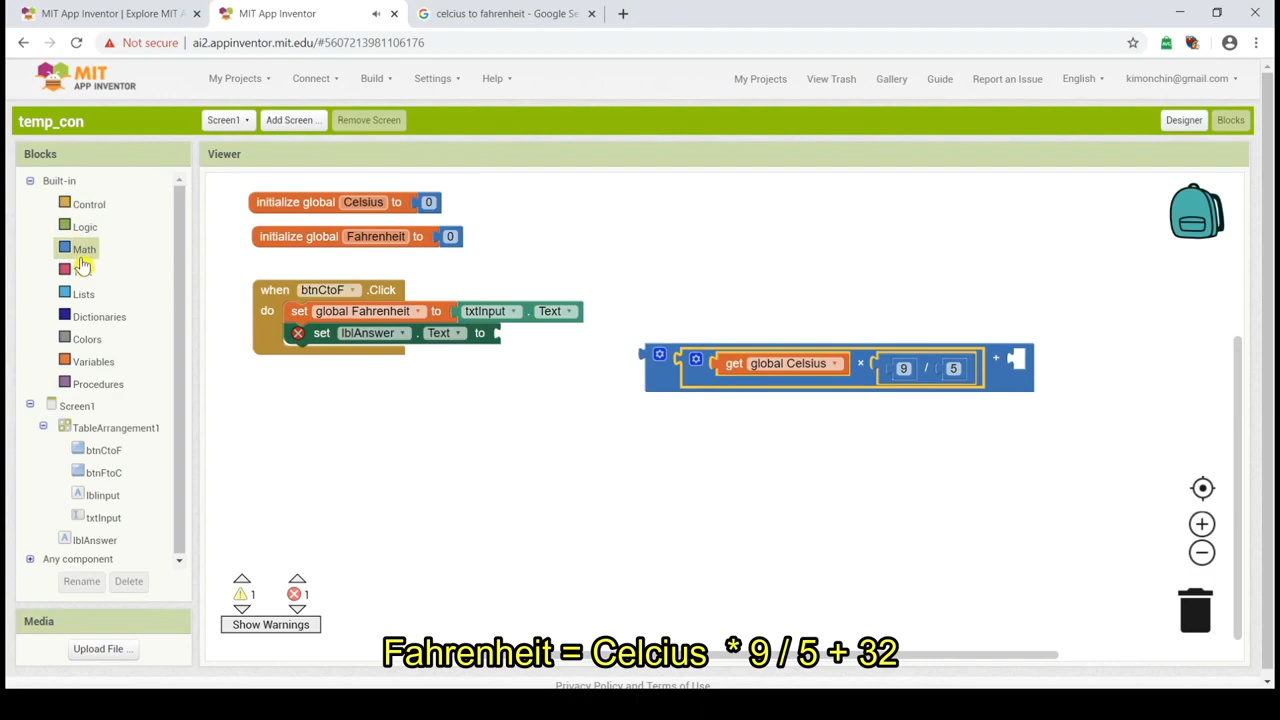 MIT App Inventor | Explore MIT A
MIT App Inventor
celcius to fahrenheit - Google Se
Not secure | ai2.appinventor.mit.edu/#5607213981106176
MIT
APP INVENTOR
My Projects
Connect
Build
Settings
Help
My Projects
View Trash
Gallery
Guide
Report an Issue
English
kimonchin@gmail.com
temp_con
Screen1
Add Screen ...
Remove Screen
Designer
Blocks
Blocks
Viewer
Built-in
Control
Logic
Math
Lists
Dictionaries
Colors
Variables
Procedures
Screen1
TableArrangement1
btnCtoF
btnFtoC
lblinput
txtInput
lblAnswer
Any component
Rename
Delete
Media
Upload File ...
initialize global Celsius to 0
initialize global Fahrenheit to 0
when btnCtoF .Click
do set global Fahrenheit to txtInput . Text
set lblAnswer . Text to
get global Celsius × 9 / 5 +
1
1
Show Warnings
Fahrenheit = Celcius * 9 / 5 + 32
Privacy Policy and Terms of Use